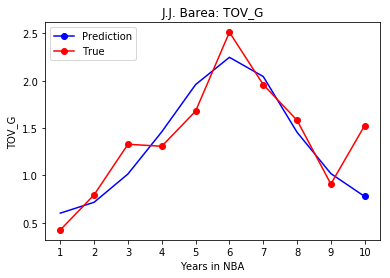 J.J. Barea: TOV_G
Prediction
True
2.5
2.0
1.5
1.0
0.5
TOV_G
1 2 3 4 5 6 7 8 9 10
Years in NBA